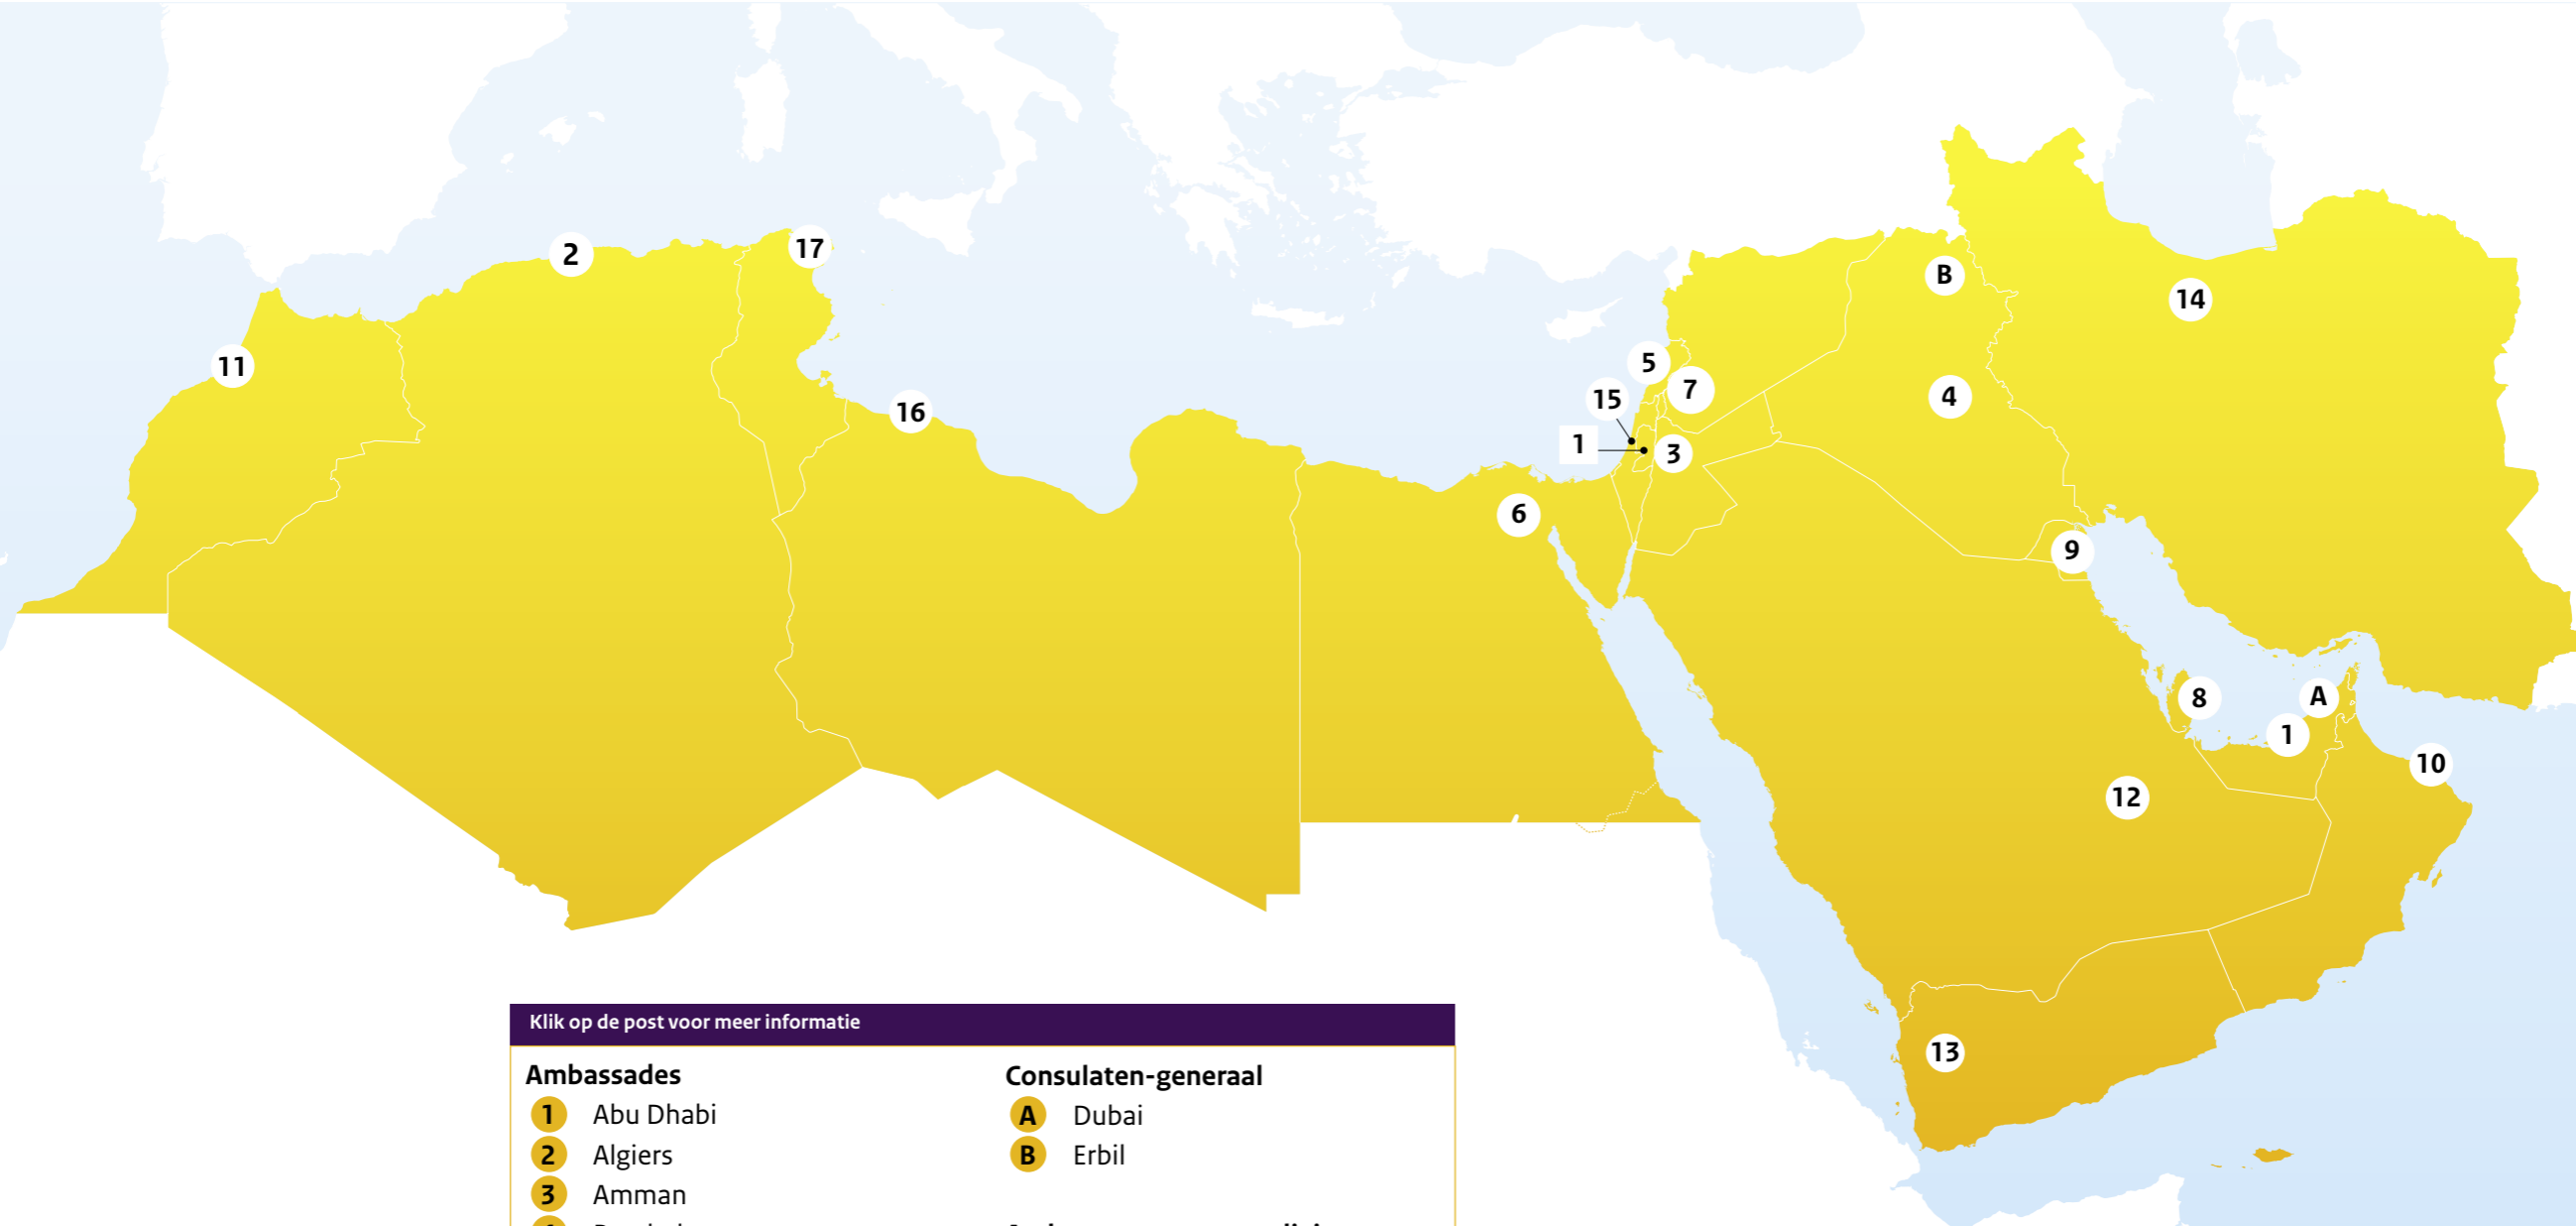 2
17
B
14
11
5
7
15
4
16
1
3
6
9
8
A
1
10
12
13
Klik op de post voor meer informatie
Ambassades
1 Abu Dhabi
2 Algiers
3 Amman
Consulaten-generaal
A Dubai
B Erbil